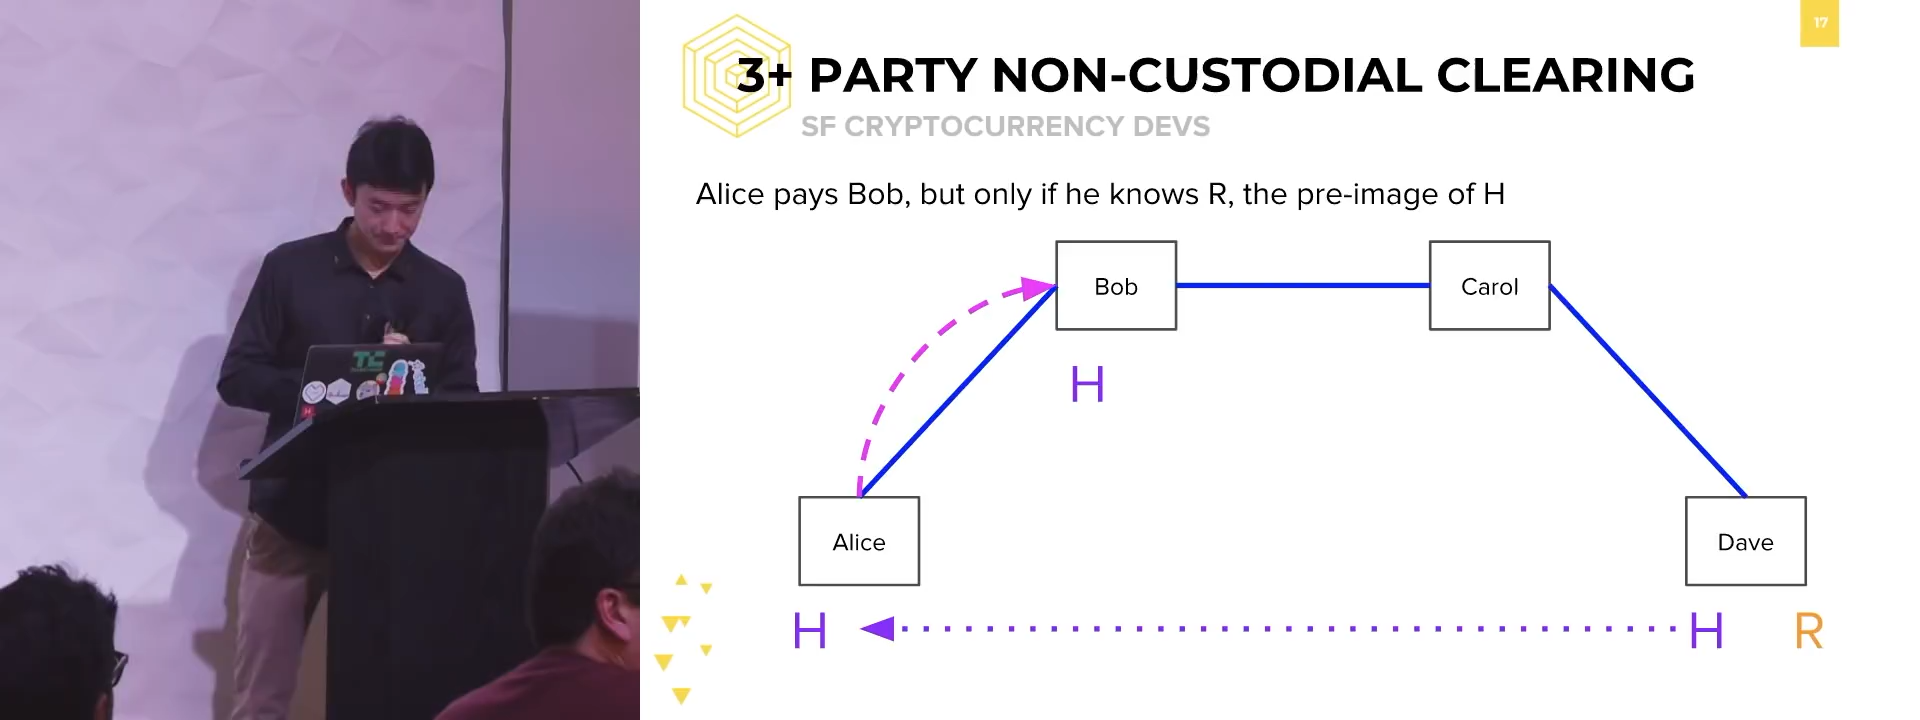 17
3+ PARTY NON-CUSTODIAL CLEARING
SF CRYPTOCURRENCY DEVS
Alice pays Bob, but only if he knows R, the pre-image of H
Bob
Carol
H
Alice
Dave
H
H
R
TC
H